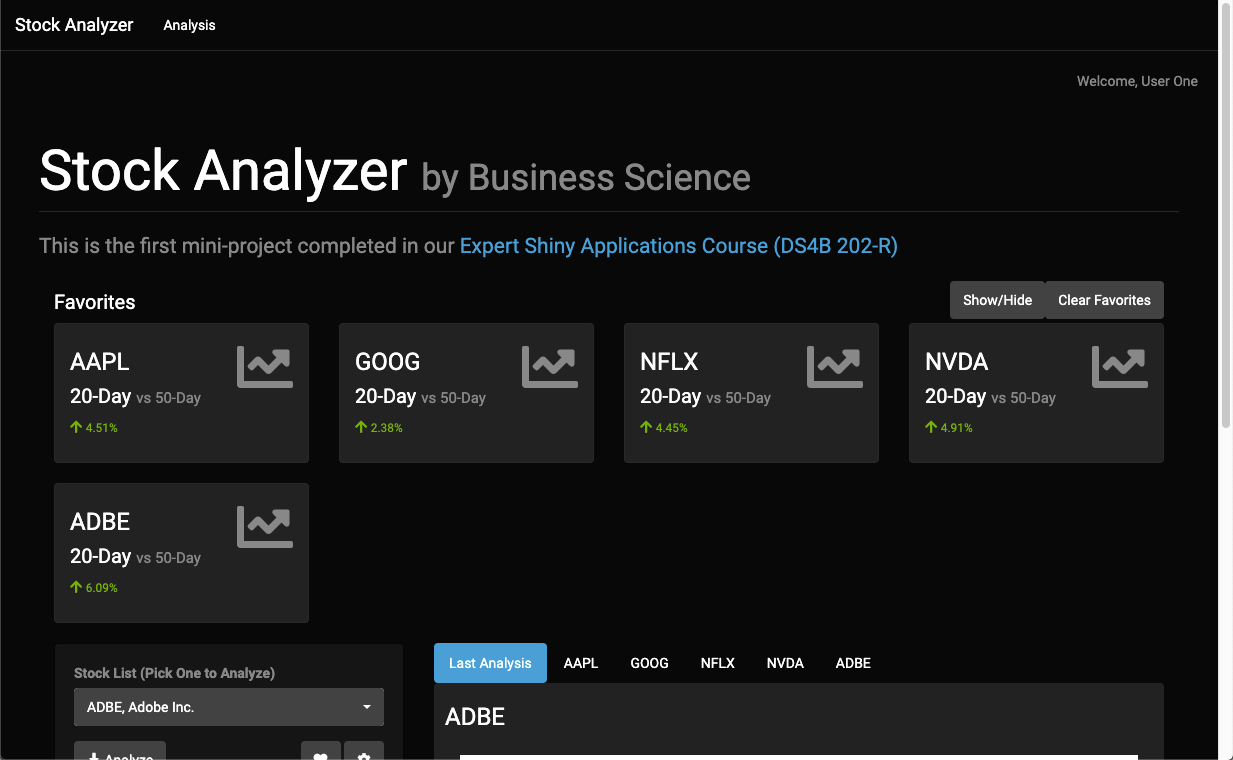 Stock Analyzer Analysis
Welcome, User One
Stock Analyzer by Business Science
This is the first mini-project completed in our Expert Shiny Applications Course (DS4B 202-R)
Favorites Show/Hide Clear Favorites
AAPL
20-Day vs 50-Day
4.51%
GOOG
20-Day vs 50-Day
2.38%
NFLX
20-Day vs 50-Day
4.45%
NVDA
20-Day vs 50-Day
4.91%
ADBE
20-Day vs 50-Day
6.09%
Stock List (Pick One to Analyze)
ADBE, Adobe Inc.
Analyze
Last Analysis AAPL GOOG NFLX NVDA ADBE
ADBE